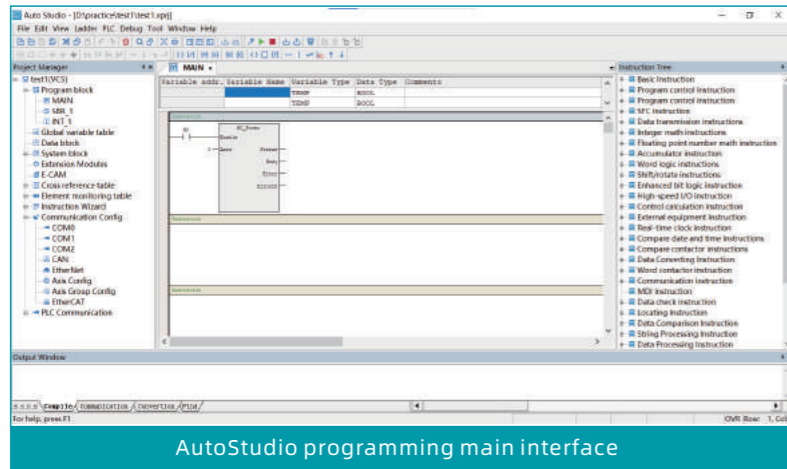 Auto Studio - [D:\practice\test1\test1.xprj]
File Edit View Ladder PLC Debug Tool Window Help
Project Manager
MAIN
Instruction Tree
test1(VC5)
Program block
MAIN
SBR_1
INT_1
Global variable table
Data block
System block
Extension Modules
E-CAM
Cross reference table
Element monitoring table
Instruction Wizard
Communication Config
COM0
COM1
COM2
CAN
EtherNet
Axis Config
Axis Group Config
EtherCAT
PLC Communication
Variable addr. Variable Name Variable Type Data Type Comments
TEMP BOOL
TEMP BOOL
MC_Power
Enable
Axis Status
Busy
Error
ErrorID
Basic Instruction
Program control instruction
Program control instruction
SFC instruction
Data transmission instructions
Integer math instructions
Floating point number math instruction
Accumulator instruction
Word logic instructions
Shift/rotate instructions
Enhanced bit logic instruction
High-speed I/O instruction
Control calculation instruction
External equipment instruction
Real-time clock instruction
Compare date and time instructions
Compare contactor instructions
Data Converting Instruction
Word contactor instruction
Communication instruction
MDI instruction
Data check instruction
Locating Instruction
Data Comparison Instruction
String Processing Instruction
Data Processing Instruction
Output Window
Compile Communication Convertion Find
For help, press F1
OVR Row: 1, Col
AutoStudio programming main interface